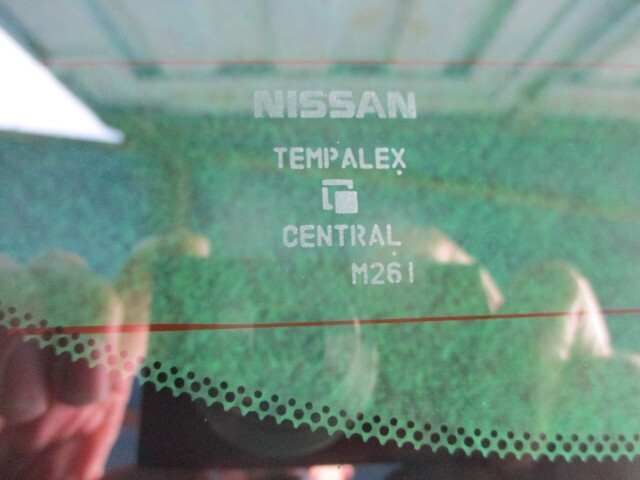 NISSAN
TEMPALEX
CENTRAL
M261